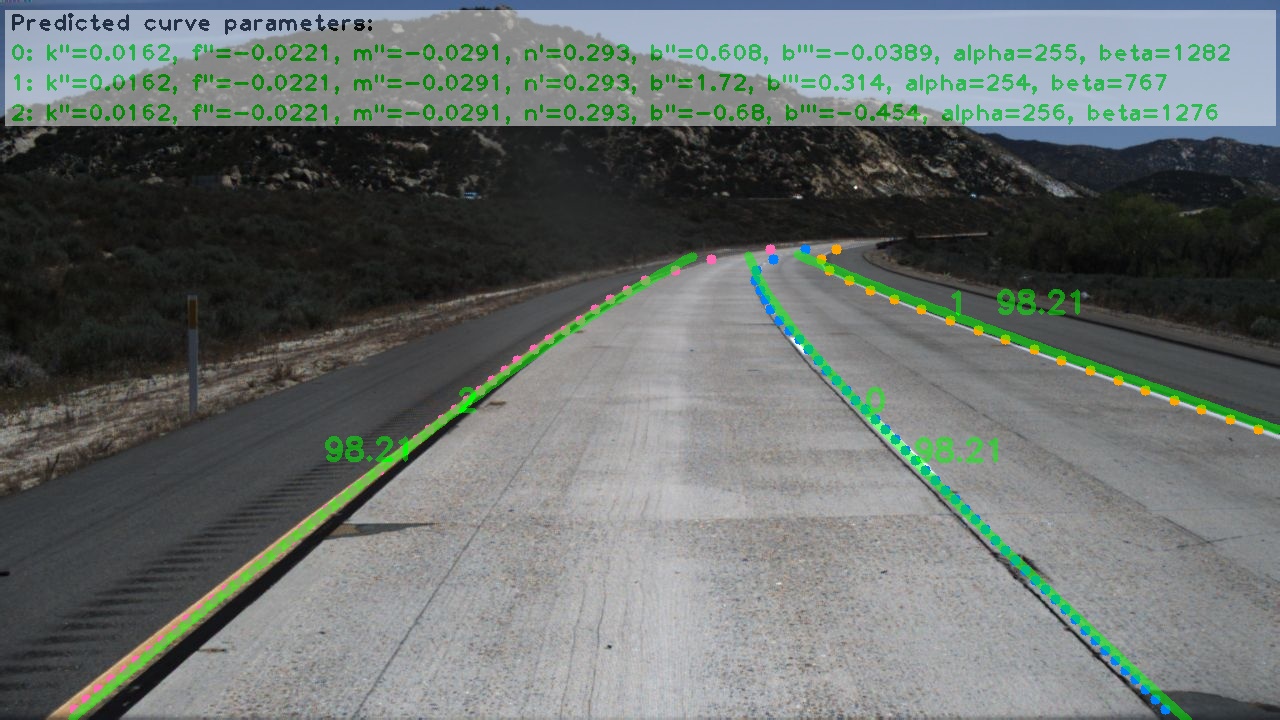 Predicted curve parameters:
0: k''=0.0162, f''=-0.0221, m''=-0.0291, n'=0.293, b''=0.608, b'''=-0.0389, alpha=255, beta=1282
1: k''=0.0162, f''=-0.0221, m''=-0.0291, n'=0.293, b''=1.72, b'''=0.314, alpha=254, beta=767
2: k''=0.0162, f''=-0.0221, m''=-0.0291, n'=0.293, b''=-0.68, b'''=-0.454, alpha=256, beta=1276
1 98.21
2
0
98.21
98.21